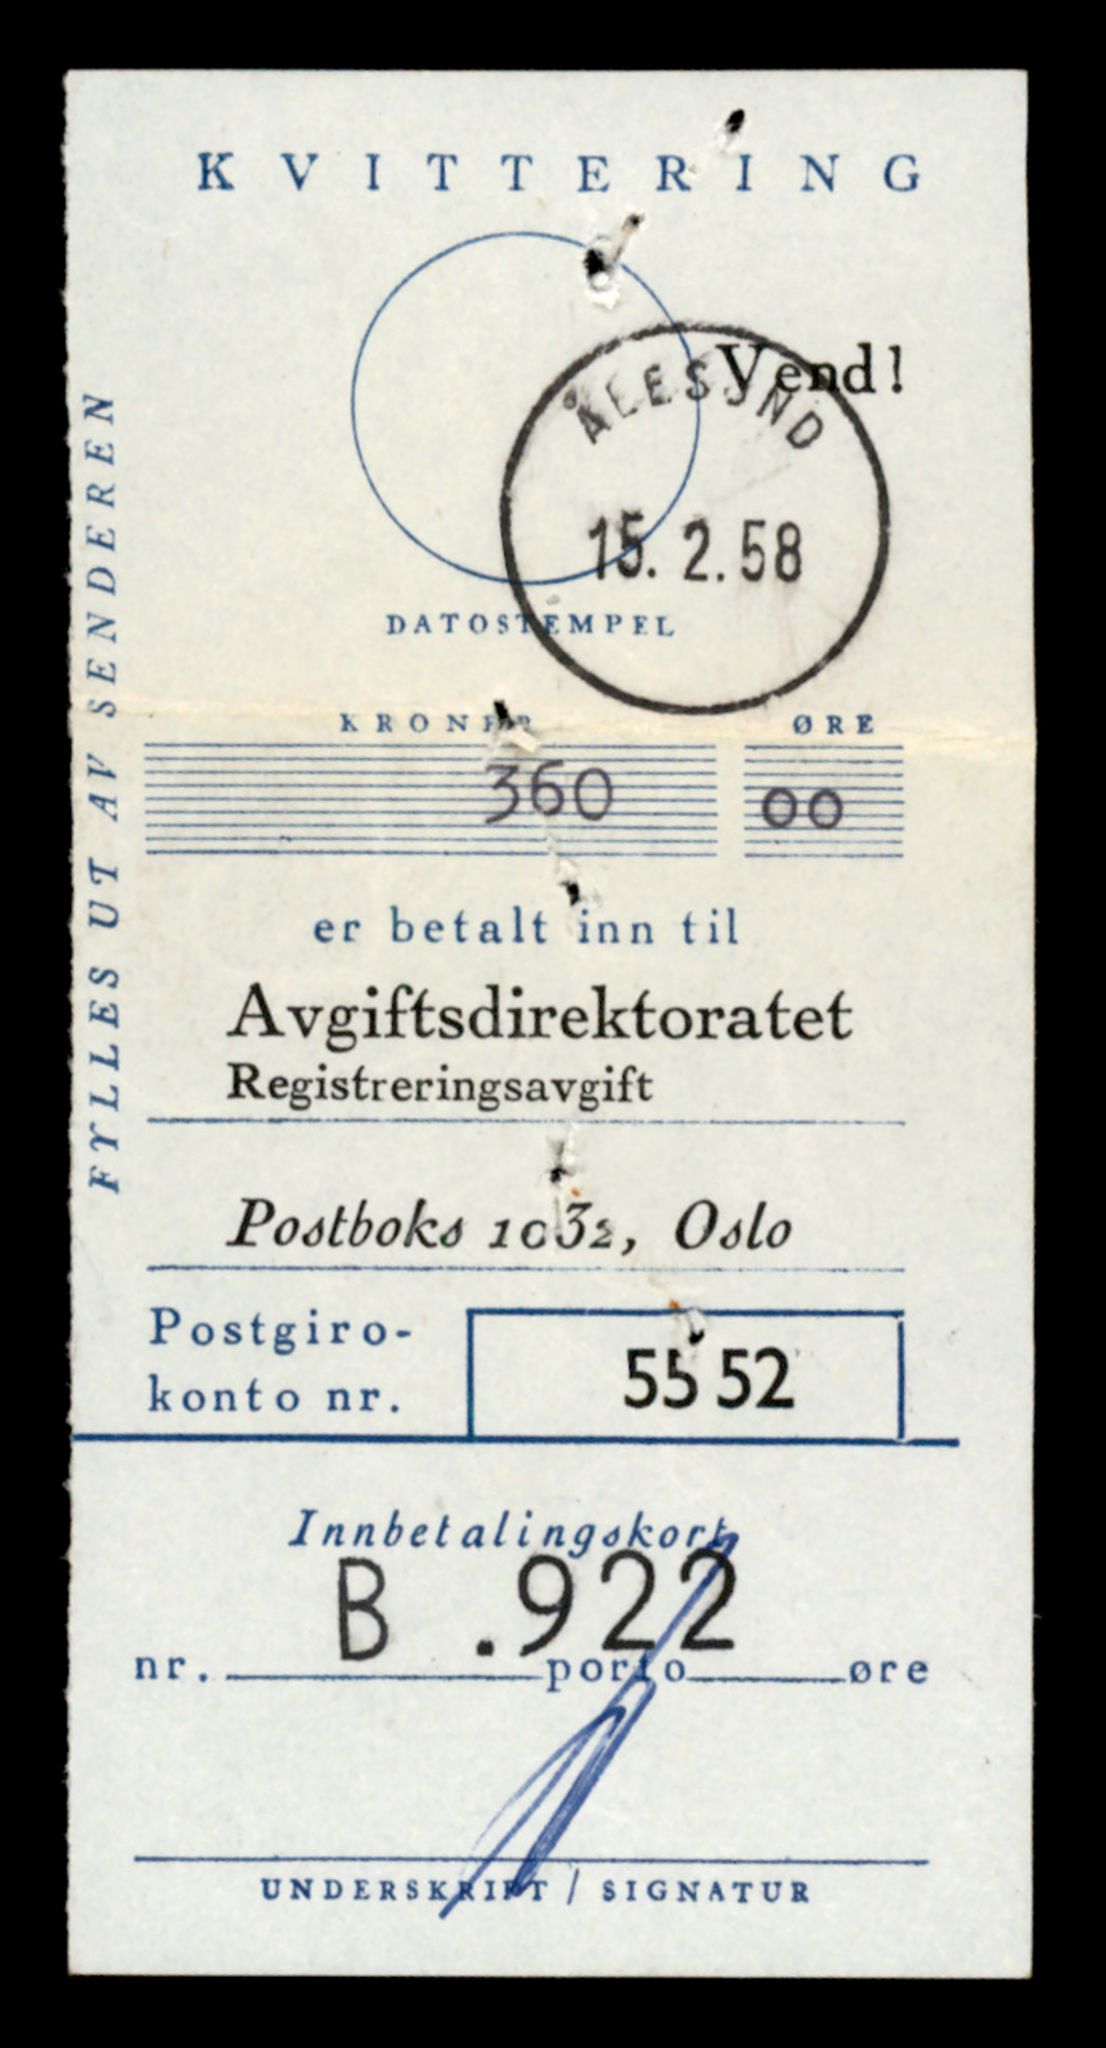 KVITTERING
Vend!
ÅLESUND
15. 2. 58
DATOSTEMPEL
KRONER ØRE
360 00
er betalt inn til
Avgiftsdirektoratet
Registreringsavgift
Postboks 1032, Oslo
Postgiro-
konto nr. 5552
Innbetalingskort
B .922
nr. porto øre
UNDERSKRIFT / SIGNATUR
FYLLES UT AV SENDEREN